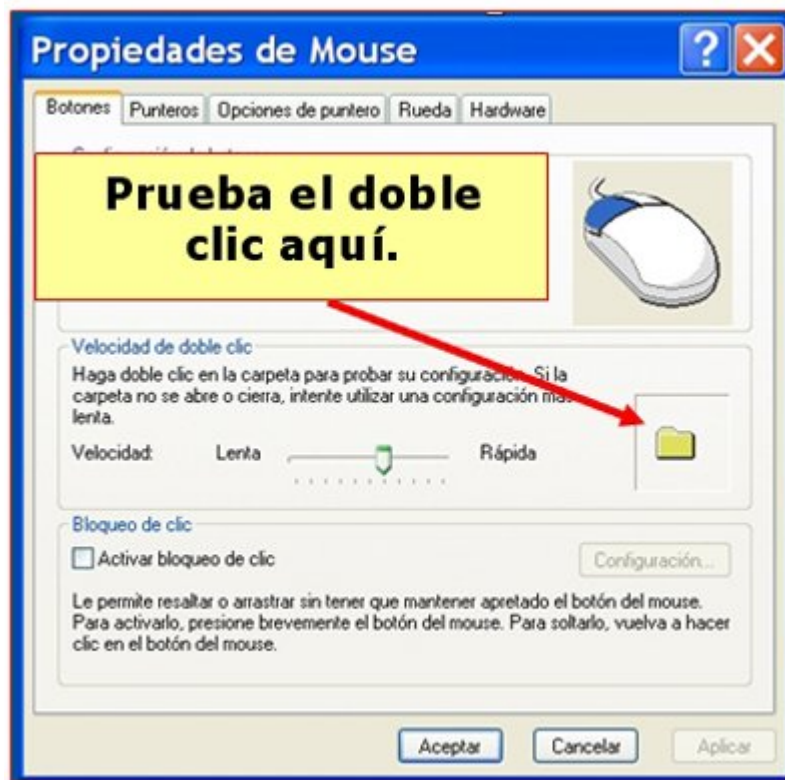 Propiedades de Mouse
Botones Punteros Opciones de puntero Rueda Hardware
Prueba el doble
clic aquí.
Velocidad de doble clic
Haga doble clic en la carpeta para probar su configuración. Si la
carpeta no se abre o cierra, intente utilizar una configuración más
lenta.
Velocidad: Lenta Rápida
Bloqueo de clic
Activar bloqueo de clic Configuración...
Le permite resaltar o arrastrar sin tener que mantener apretado el botón del mouse.
Para activarlo, presione brevemente el botón del mouse. Para soltarlo, vuelva a hacer
clic en el botón del mouse.
Aceptar Cancelar Aplicar